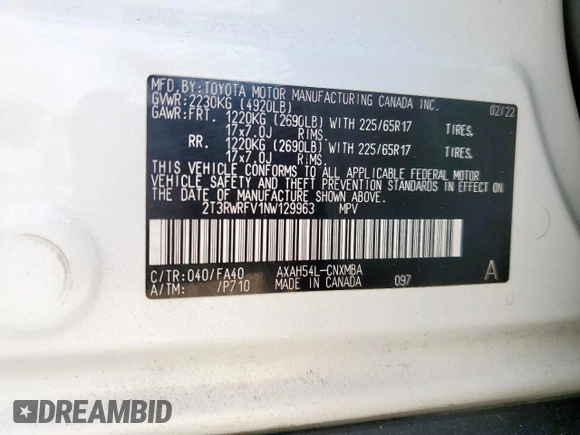 MFD.BY:TOYOTA MOTOR MANUFACTURING CANADA INC.
GVWR:2230KG (4920LB) 02/22
GAWR:FRT. 1220KG (2690LB) WITH 225/65R17 TIRES,
17x7.0J RIMS.
RR. 1220KG (2690LB) WITH 225/65R17 TIRES,
17x7.0J RIMS.
THIS VEHICLE CONFORMS TO ALL APPLICABLE FEDERAL MOTOR
VEHICLE SAFETY AND THEFT PREVENTION STANDARDS IN EFFECT ON
THE DATE OF MANUFACTURE SHOWN ABOVE.
2T3RWRFV1NW129963 MPV
C/TR:040/FA40 AXAH54L-CNXMBA A
A/TM: /P710 MADE IN CANADA 097
DREAMBID